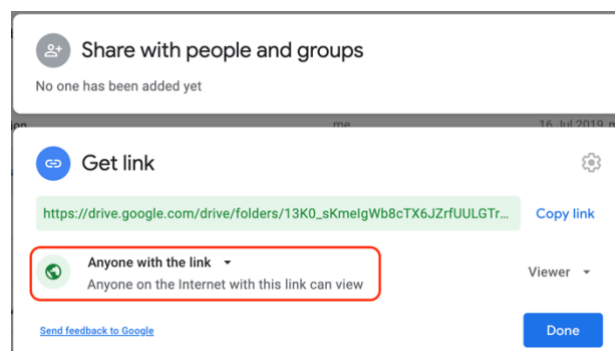 Share with people and groups
No one has been added yet
me 16 Jul 2019
Get link
https://drive.google.com/drive/folders/13K0_sKmeIgWb8cTX6JZrfUULGTr... Copy link
Anyone with the link
Anyone on the Internet with this link can view
Viewer
Send feedback to Google
Done